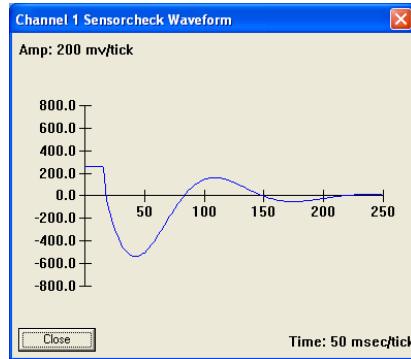 Channel 1 Sensorcheck Waveform
Amp: 200 mv/tick
800.0
600.0
400.0
200.0
0.0
50 100 150 200 250
-200.0
-400.0
-600.0
-800.0
Close
Time: 50 msec/tick